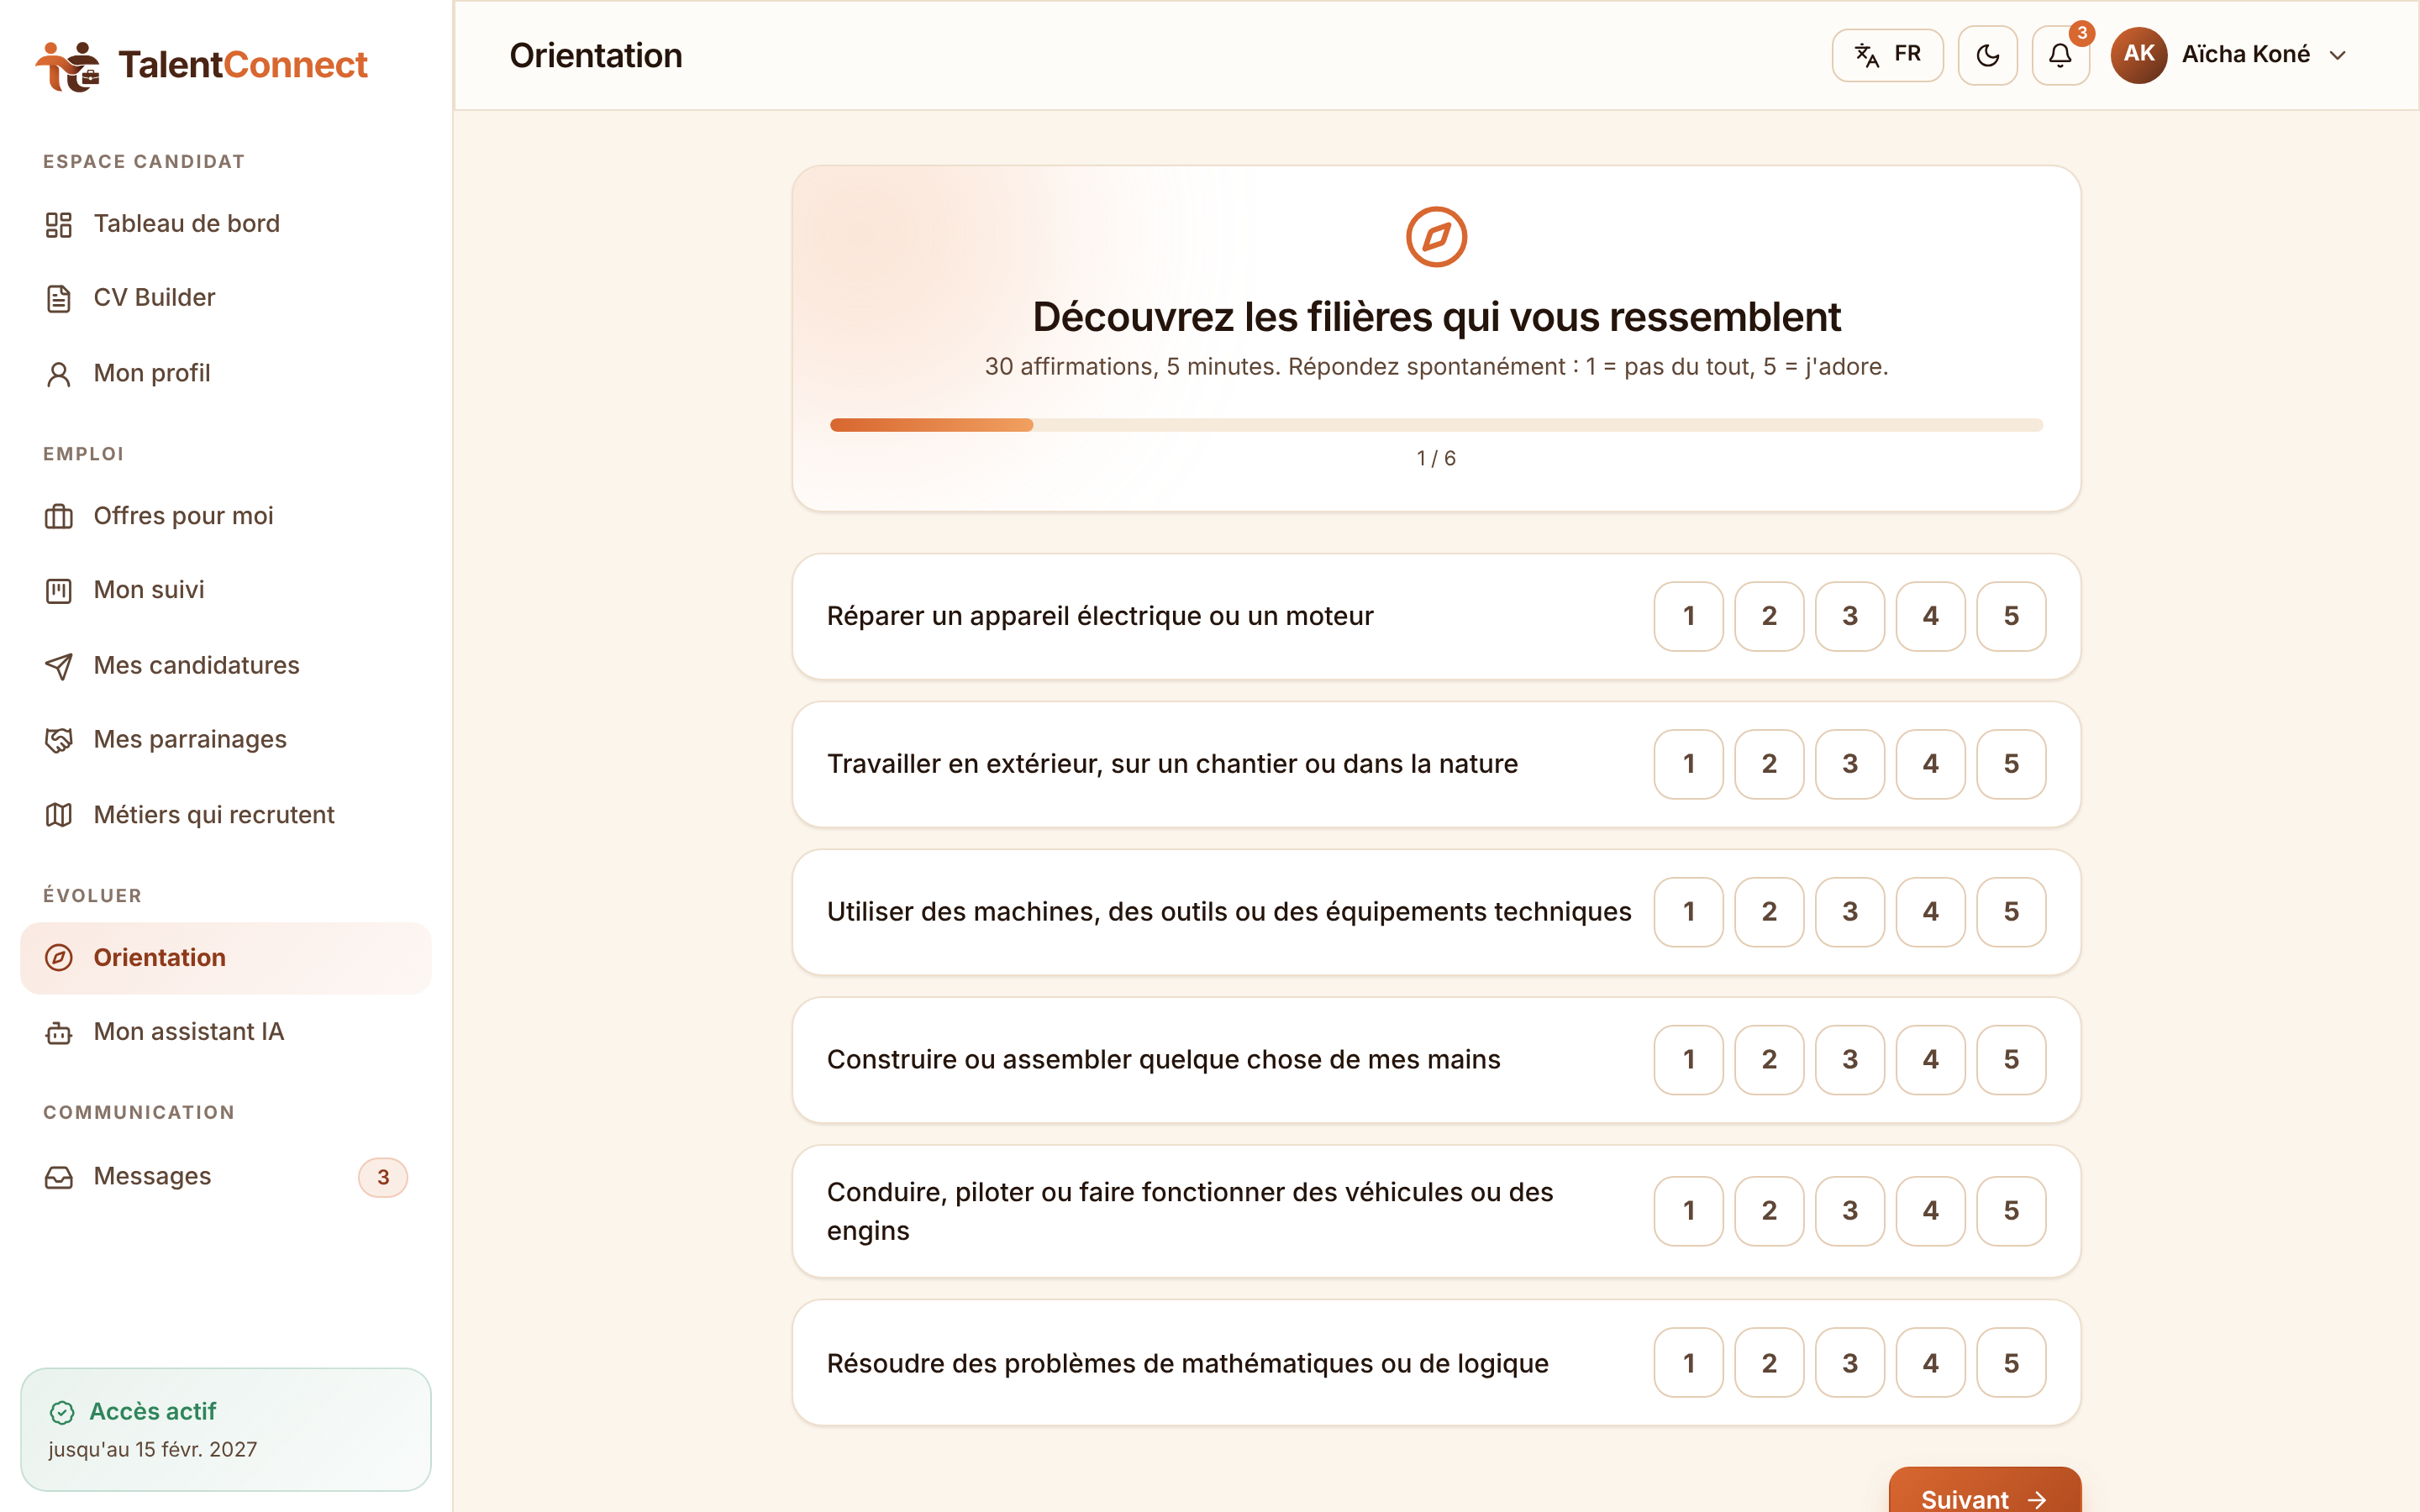 TalentConnect
ESPACE CANDIDAT
Tableau de bord
CV Builder
Mon profil
EMPLOI
Offres pour moi
Mon suivi
Mes candidatures
Mes parrainages
Métiers qui recrutent
ÉVOLUER
Orientation
Mon assistant IA
COMMUNICATION
Messages 3
Accès actif
jusqu'au 15 févr. 2027
Orientation
FR
3
AK Aïcha Koné
Découvrez les filières qui vous ressemblent
30 affirmations, 5 minutes. Répondez spontanément : 1 = pas du tout, 5 = j'adore.
1 / 6
Réparer un appareil électrique ou un moteur 1 2 3 4 5
Travailler en extérieur, sur un chantier ou dans la nature 1 2 3 4 5
Utiliser des machines, des outils ou des équipements techniques 1 2 3 4 5
Construire ou assembler quelque chose de mes mains 1 2 3 4 5
Conduire, piloter ou faire fonctionner des véhicules ou des
engins 1 2 3 4 5
Résoudre des problèmes de mathématiques ou de logique 1 2 3 4 5
Suivant